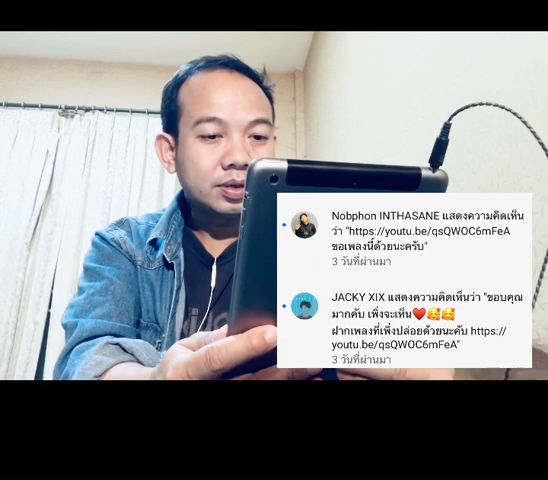 Nobphon INTHASANE แสดงความคิดเห็น
ว่า "https://youtu.be/qsQWOC6mFeA
ขอเพลงนี้ด้วยนะครับ"
3 วันที่ผ่านมา
JACKY XIX แสดงความคิดเห็นว่า "ขอบคุณ
มากคับ เพิ่งจะเห็น❤️🥰🥰
ฝากเพลงที่เพิ่งปล่อยด้วยนะคับ https://
youtu.be/qsQWOC6mFeA"
3 วันที่ผ่านมา